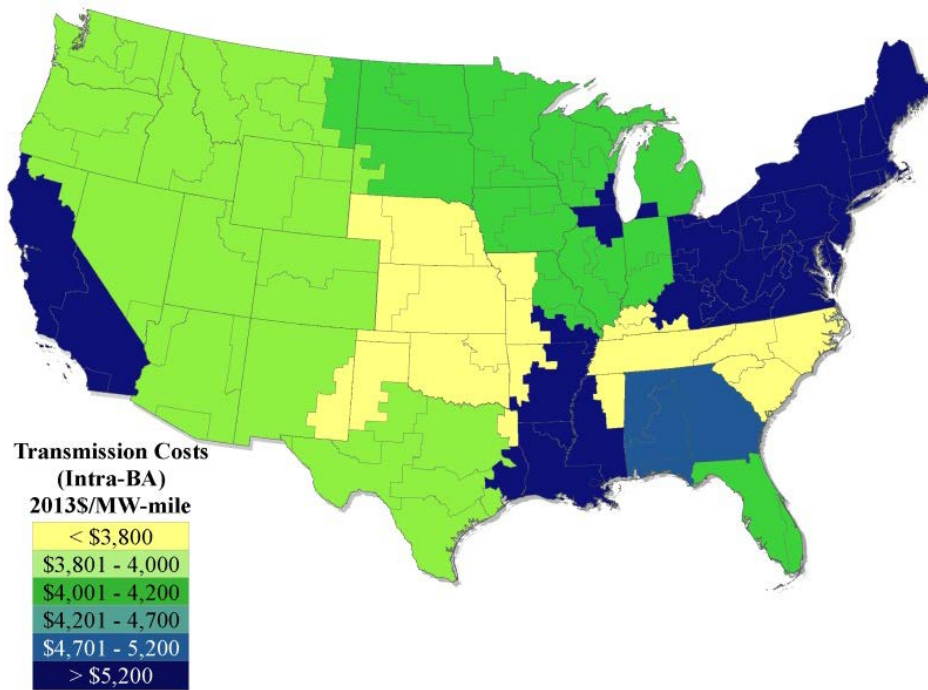 Transmission Costs
(Intra-BA)
2013$/MW-mile
< $3,800
$3,801 - 4,000
$4,001 - 4,200
$4,201 - 4,700
$4,701 - 5,200
> $5,200